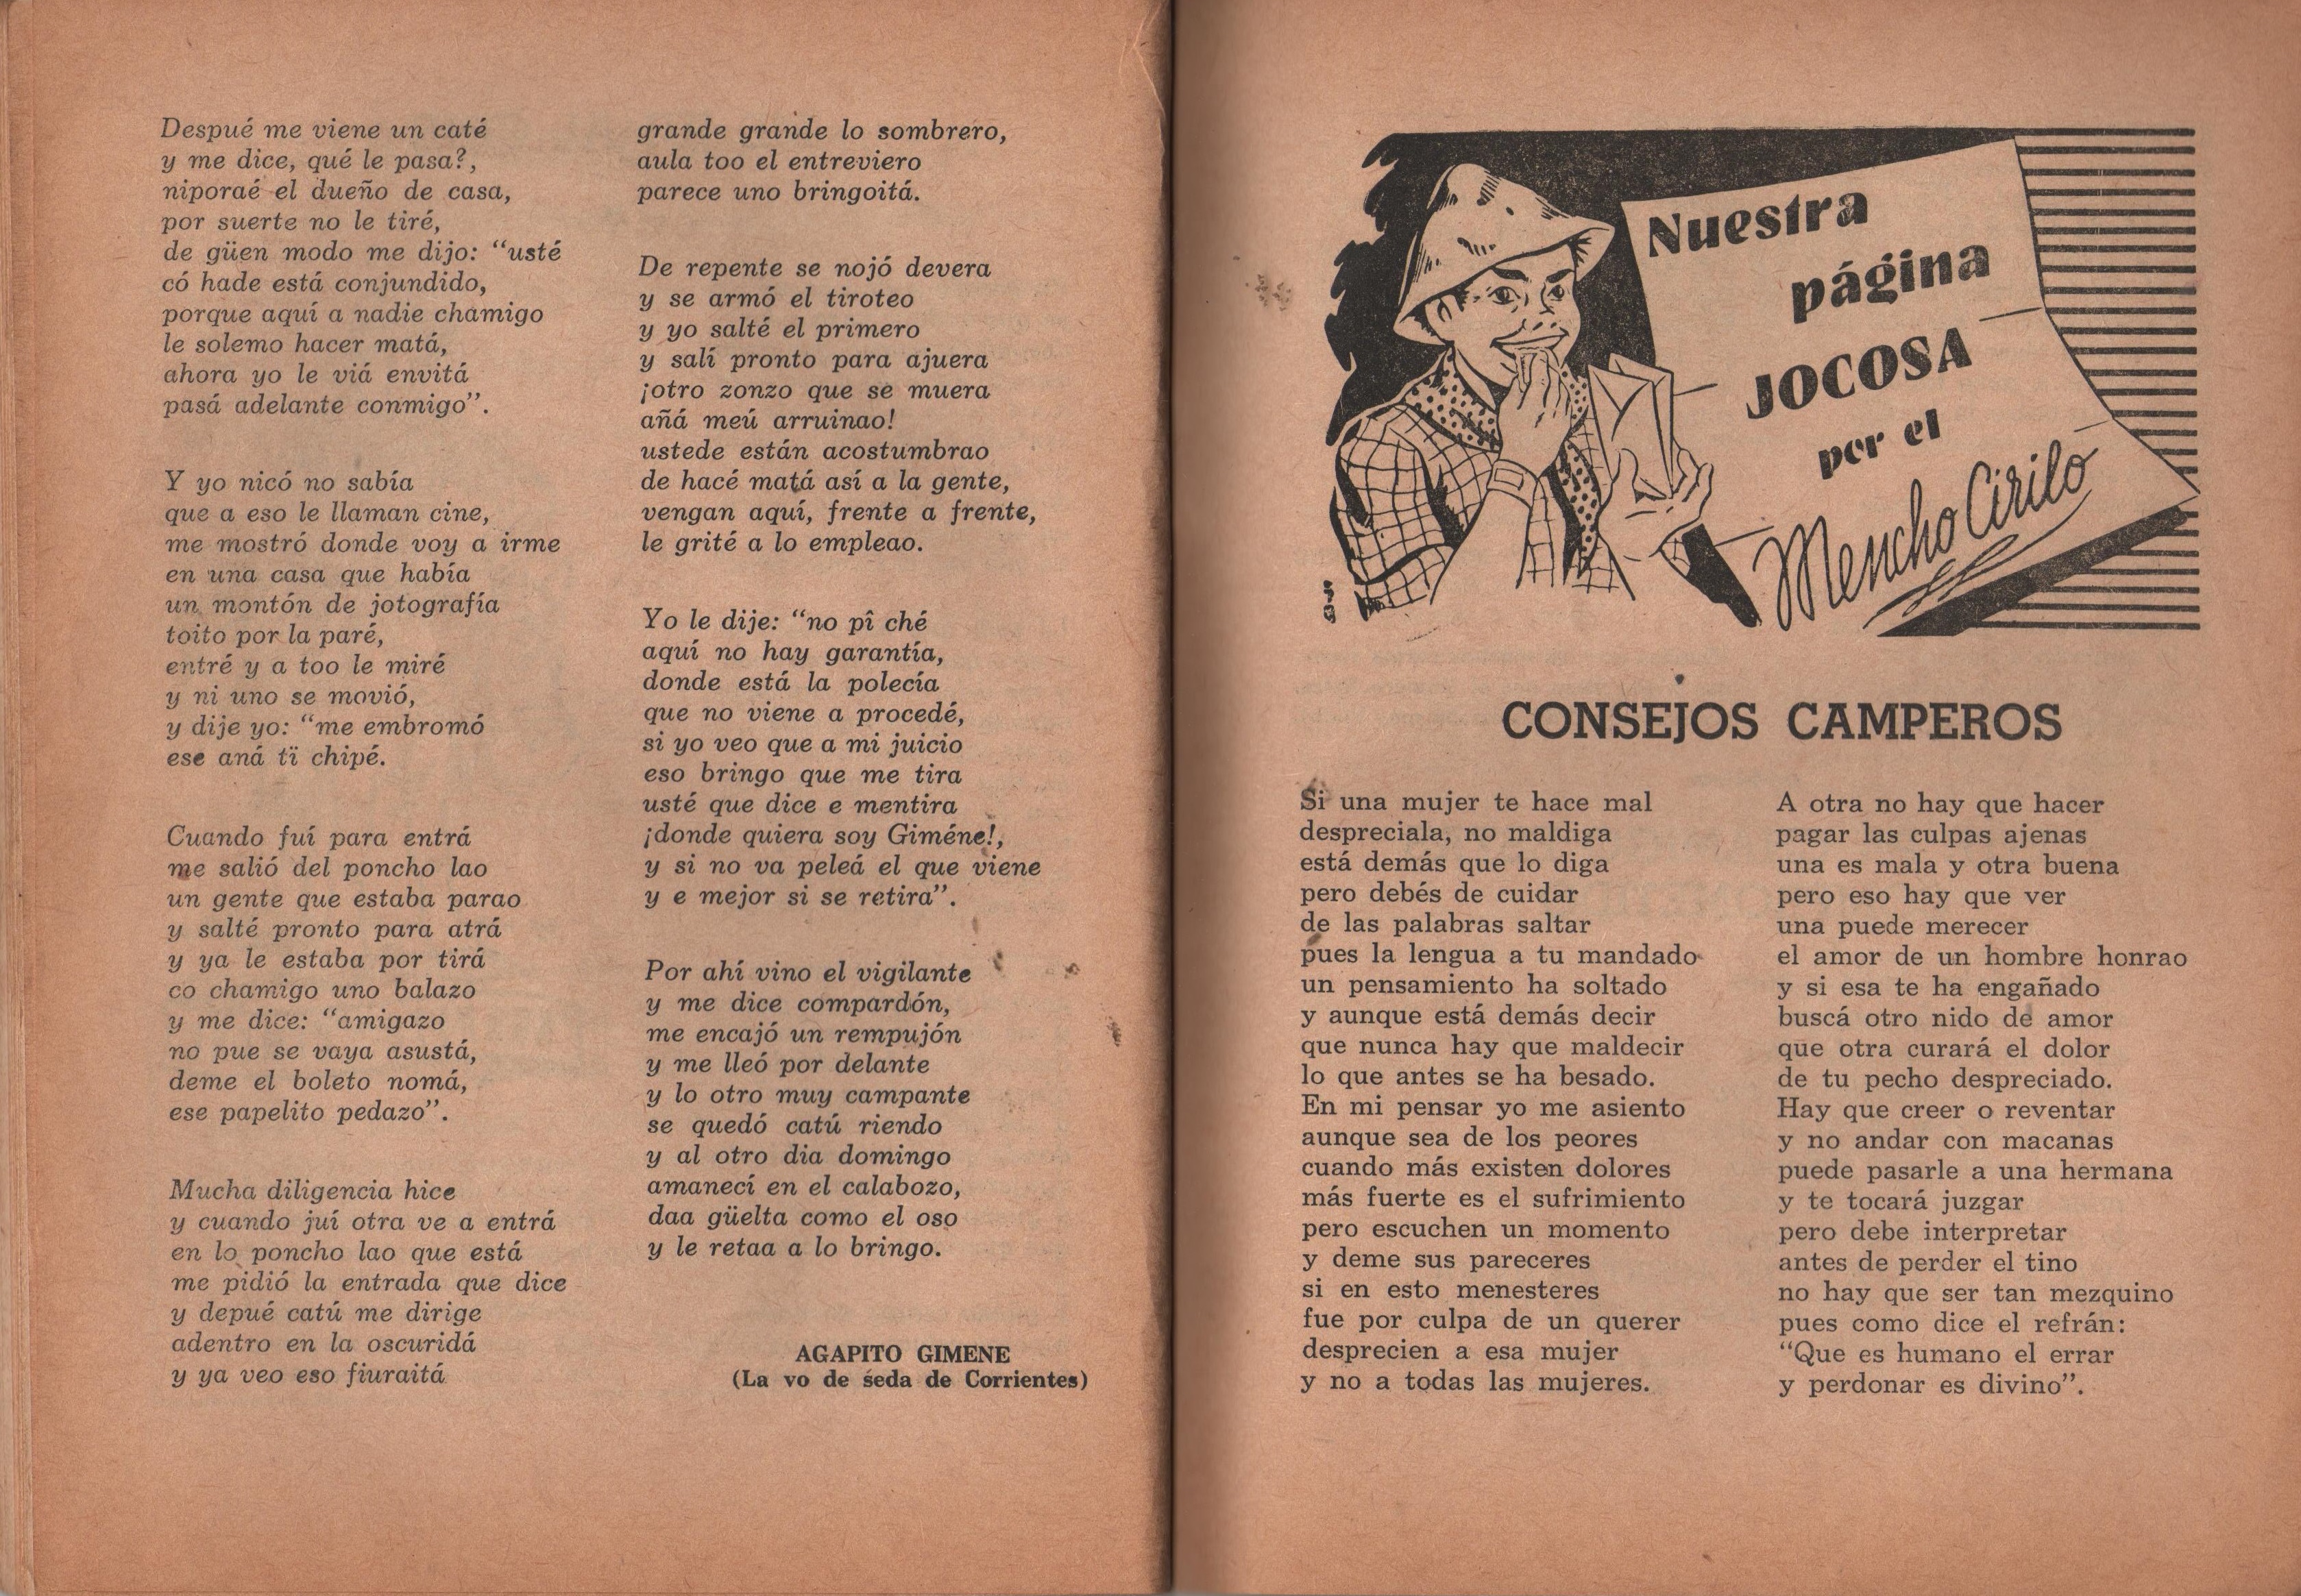 Despué me viene un caté
y me dice, qué le pasa?,
niporaé el dueño de casa,
por suerte no le tiré,
de güen modo me dijo: “usté
có hade está conjundido,
porque aquí a nadie chamigo
le solemo hacer matá,
ahora yo le viá envitá
pasá adelante conmigo”.
Y yo nicó no sabía
que a eso le llaman cine,
me mostró donde voy a irme
en una casa que había
un montón de jotografía
toito por la paré,
entré y a too le miré
y ni uno se movió,
y dije yo: “me embromó
ese aná tï chipé.
Cuando fuí para entrá
me salió del poncho lao
un gente que estaba parao
y salté pronto para atrá
y ya le estaba por tirá
co chamigo uno balazo
y me dice: “amigazo
no pue se vaya asustá,
deme el boleto nomá,
ese papelito pedazo”.
Mucha diligencia hice
y cuando juí otra ve a entrá
en lo poncho lao que está
me pidió la entrada que dice
y depué catú me dirige
adentro en la oscuridá
y ya veo eso fiuraitá
grande grande lo sombrero,
aula too el entreviero
parece uno bringoitá.
De repente se nojó devera
y se armó el tiroteo
y yo salté el primero
y salí pronto para ajuera
¡otro zonzo que se muera
añá meú arruinao!
ustede están acostumbrao
de hacé matá así a la gente,
vengan aquí, frente a frente,
le grité a lo empleao.
Yo le dije: “no pî ché
aquí no hay garantía,
donde está la polecía
que no viene a procedé,
si yo veo que a mi juicio
eso bringo que me tira
usté que dice e mentira
¡donde quiera soy Giméne!,
y si no va peleá el que viene
y e mejor si se retira”.
Por ahí vino el vigilante
y me dice compardón,
me encajó un rempujón
y me lleó por delante
y lo otro muy campante
se quedó catú riendo
y al otro dia domingo
amanecí en el calabozo,
daa güelta como el oso
y le retaa a lo bringo.
AGAPITO GIMENE
(La vo de seda de Corrientes)
Nuestra
página
JOCOSA
por el
Mencho Cirilo
CONSEJOS CAMPEROS
Si una mujer te hace mal
despreciala, no maldiga
está demás que lo diga
pero debés de cuidar
de las palabras saltar
pues la lengua a tu mandado
un pensamiento ha soltado
y aunque está demás decir
que nunca hay que maldecir
lo que antes se ha besado.
En mi pensar yo me asiento
aunque sea de los peores
cuando más existen dolores
más fuerte es el sufrimiento
pero escuchen un momento
y deme sus pareceres
si en esto menesteres
fue por culpa de un querer
desprecien a esa mujer
y no a todas las mujeres.
A otra no hay que hacer
pagar las culpas ajenas
una es mala y otra buena
pero eso hay que ver
una puede merecer
el amor de un hombre honrao
y si esa te ha engañado
buscá otro nido de amor
que otra curará el dolor
de tu pecho despreciado.
Hay que creer o reventar
y no andar con macanas
puede pasarle a una hermana
y te tocará juzgar
pero debe interpretar
antes de perder el tino
no hay que ser tan mezquino
pues como dice el refrán:
“Que es humano el errar
y perdonar es divino”.